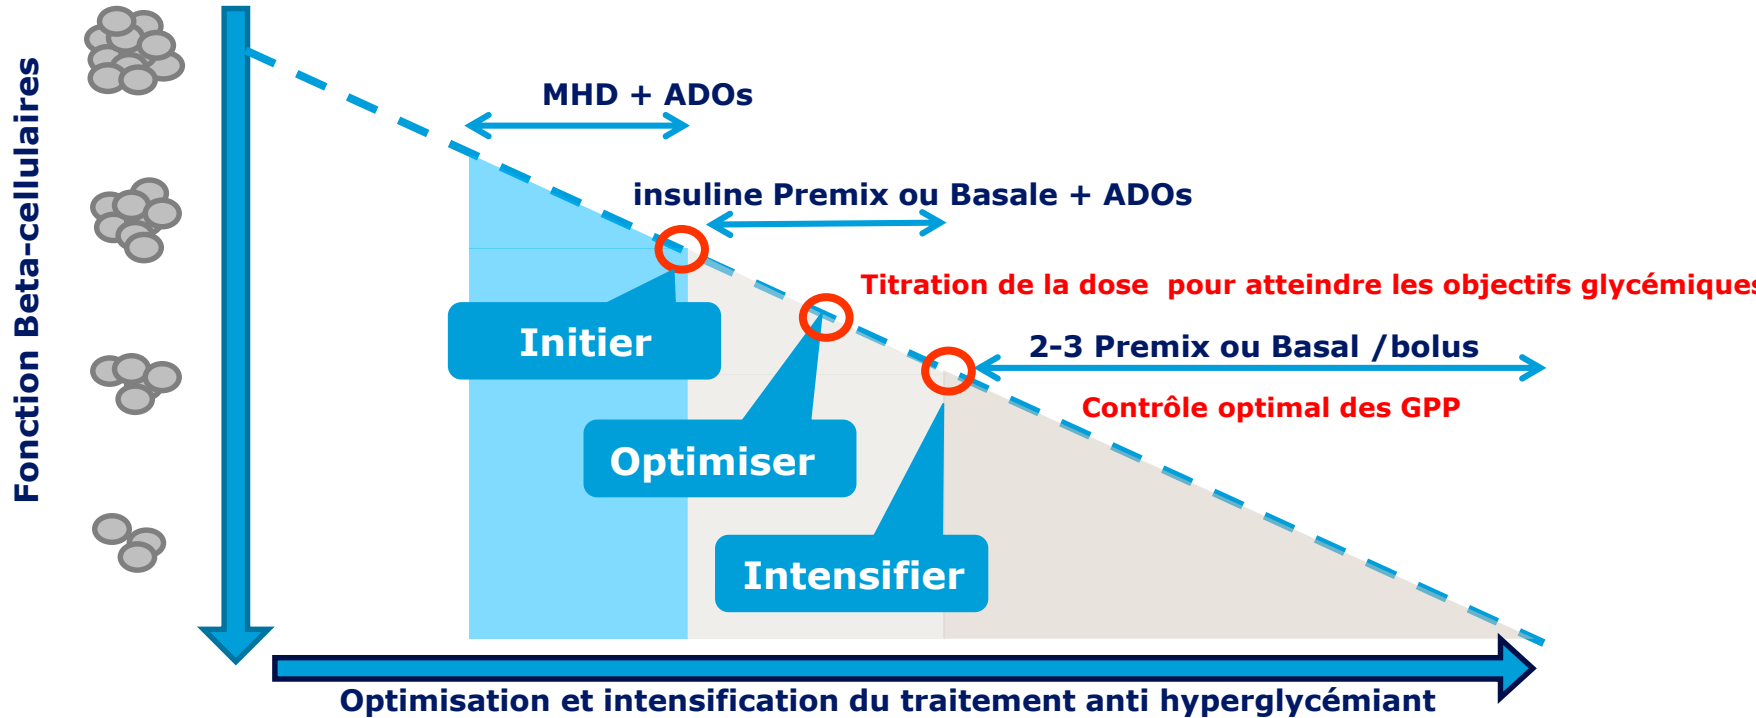 Fonction Beta-cellulaires
MHD + ADOs
insuline Premix ou Basale + ADOs
Titration de la dose  pour atteindre les objectifs glycémiques
Initier
2-3 Premix ou Basal /bolus
Contrôle optimal des GPP
Optimiser
Intensifier
Optimisation et intensification du traitement anti hyperglycémiant